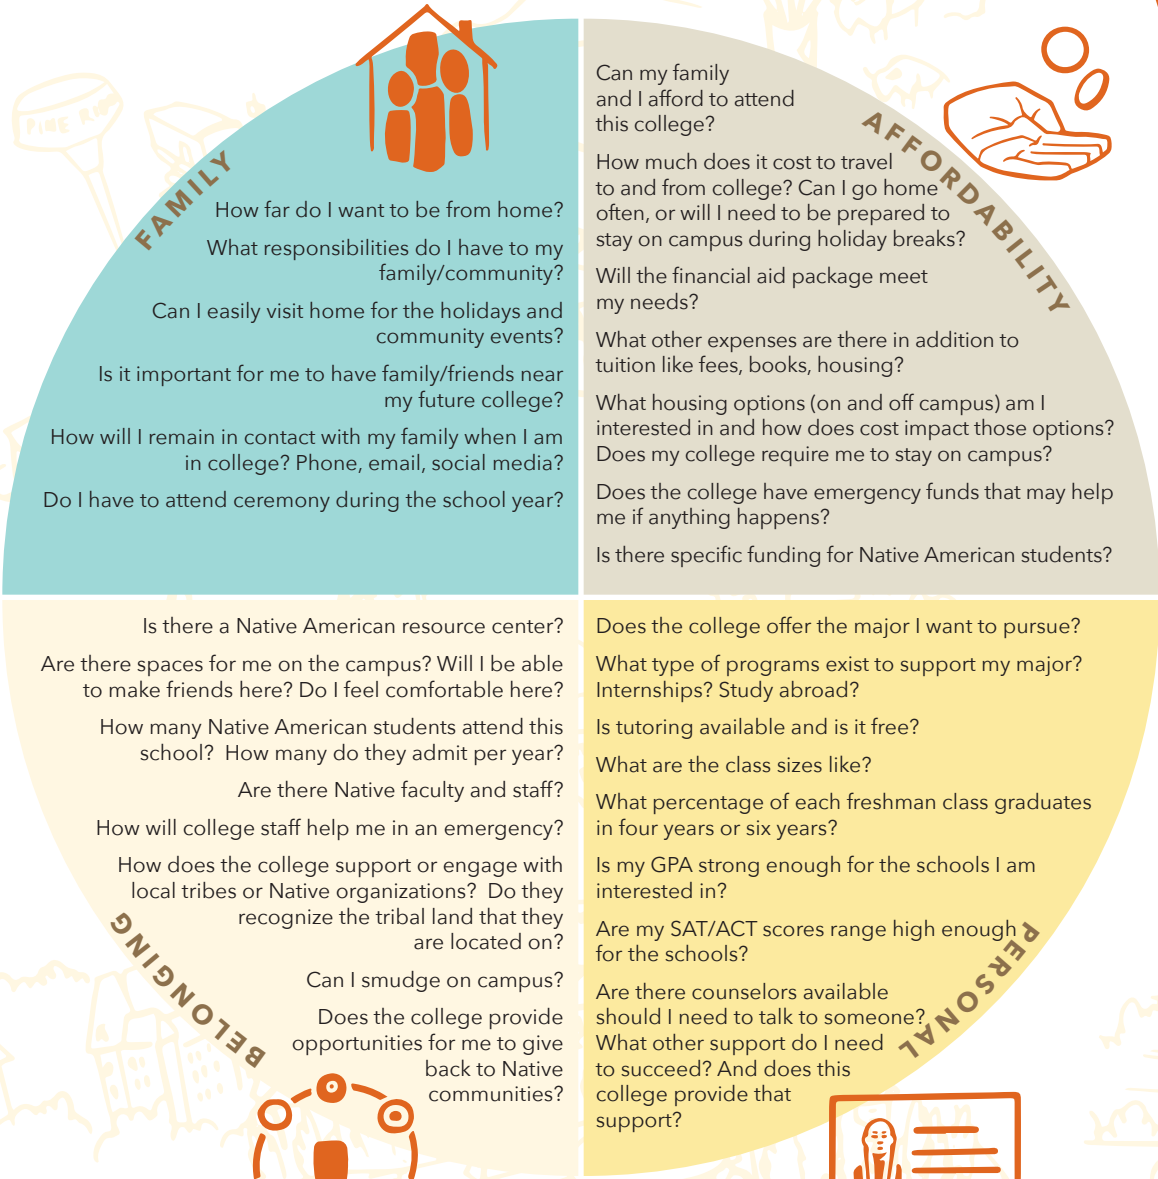 PINE RIDGE
FAMILY
How far do I want to be from home?
What responsibilities do I have to my
family/community?
Can I easily visit home for the holidays and
community events?
Is it important for me to have family/friends near
my future college?
How will I remain in contact with my family when I am
in college? Phone, email, social media?
Do I have to attend ceremony during the school year?
AFFORDABILITY
Can my family
and I afford to attend
this college?
How much does it cost to travel
to and from college? Can I go home
often, or will I need to be prepared to
stay on campus during holiday breaks?
Will the financial aid package meet
my needs?
What other expenses are there in addition to
tuition like fees, books, housing?
What housing options (on and off campus) am I
interested in and how does cost impact those options?
Does my college require me to stay on campus?
Does the college have emergency funds that may help
me if anything happens?
Is there specific funding for Native American students?
Is there a Native American resource center?
Are there spaces for me on the campus? Will I be able
to make friends here? Do I feel comfortable here?
How many Native American students attend this
school?  How many do they admit per year?
Are there Native faculty and staff?
How will college staff help me in an emergency?
How does the college support or engage with
local tribes or Native organizations?  Do they
recognize the tribal land that they
are located on?
Can I smudge on campus?
Does the college provide
opportunities for me to give
back to Native
communities?
BELONGING
Does the college offer the major I want to pursue?
What type of programs exist to support my major?
Internships? Study abroad?
Is tutoring available and is it free?
What are the class sizes like?
What percentage of each freshman class graduates
in four years or six years?
Is my GPA strong enough for the schools I am
interested in?
Are my SAT/ACT scores range high enough
for the schools?
Are there counselors available
should I need to talk to someone?
What other support do I need
to succeed? And does this
college provide that
support?
PERSONAL